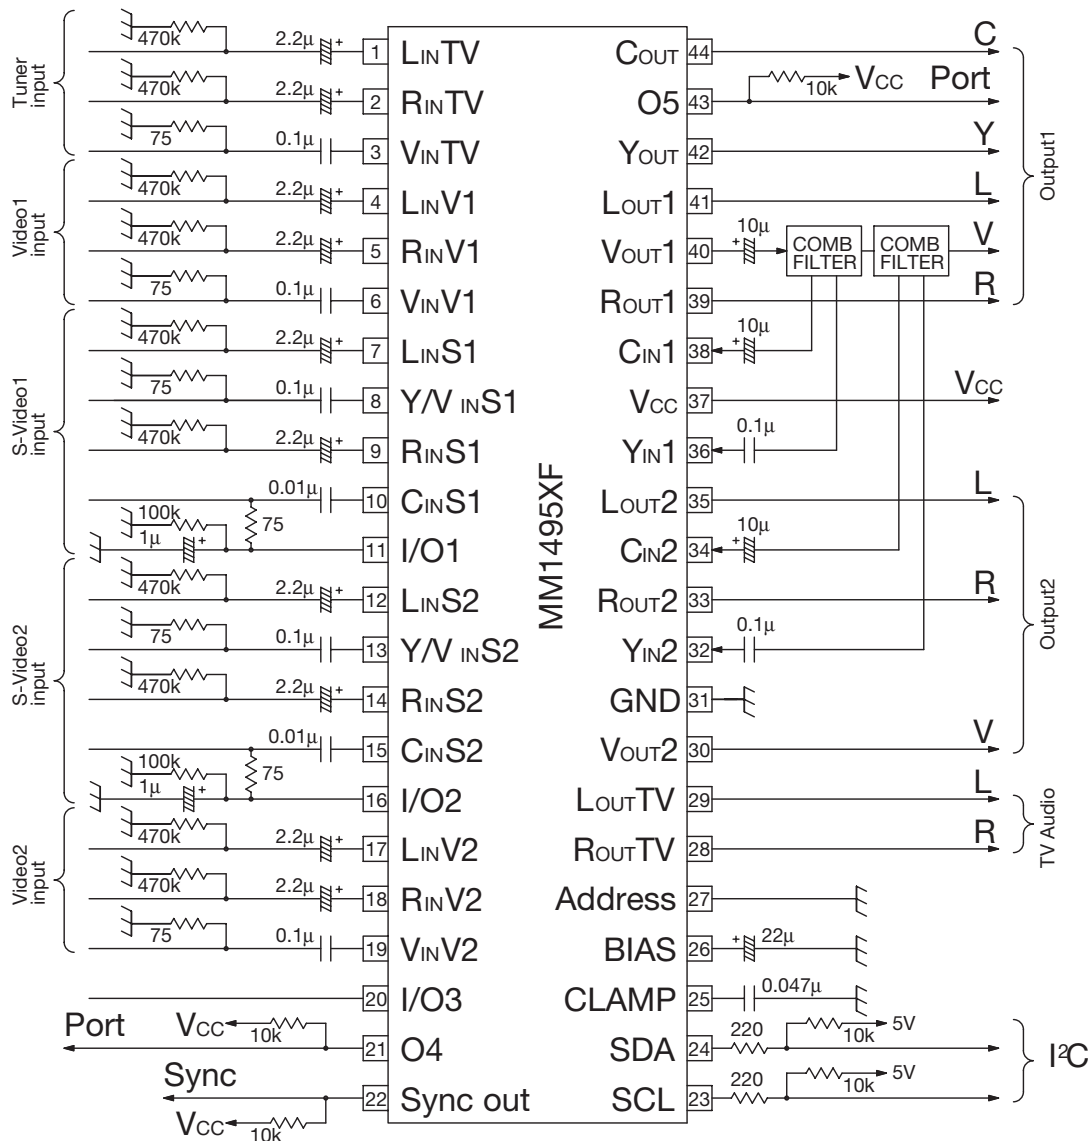 Tuner input
470k 2.2µ + 1 LINTV
470k 2.2µ + 2 RINTV
75 0.1µ 3 VINTV
Video1 input
470k 2.2µ + 4 LINV1
470k 2.2µ + 5 RINV1
75 0.1µ 6 VINV1
S-Video1 input
470k 2.2µ + 7 LINS1
75 0.1µ 8 Y/V INS1
470k 2.2µ + 9 RINS1
0.01µ 10 CINS1
100k 1µ + 75 11 I/O1
S-Video2 input
470k 2.2µ + 12 LINS2
75 0.1µ 13 Y/V INS2
470k 2.2µ + 14 RINS2
0.01µ 15 CINS2
100k 1µ + 75 16 I/O2
Video2 input
470k 2.2µ + 17 LINV2
470k 2.2µ + 18 RINV2
75 0.1µ 19 VINV2
20 I/O3
Port VCC 10k 21 O4
Sync VCC 10k 22 Sync out
MM1495XF
COUT 44 C
O5 43 10k VCC Port
YOUT 42 Y
LOUT1 41 L
VOUT1 40 + 10µ COMB FILTER COMB FILTER V
ROUT1 39 R
Output1
CIN1 38 + 10µ
VCC 37 VCC
YIN1 36 0.1µ
LOUT2 35 L
CIN2 34 + 10µ
ROUT2 33 R
YIN2 32 0.1µ
GND 31
VOUT2 30 V
Output2
LOUTTV 29 L
ROUTTV 28 R
TV Audio
Address 27
BIAS 26 + 22µ
CLAMP 25 0.047µ
SDA 24 220 10k 5V
SCL 23 220 10k 5V
I²C